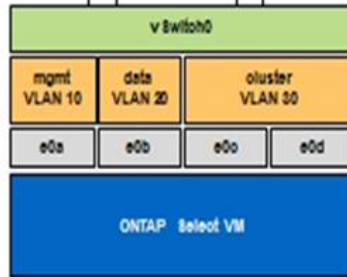 vSwitch0
mgmt data cluster
VLAN 10 VLAN 20 VLAN 30
e0a e0b e0c e0d
ONTAP Select VM